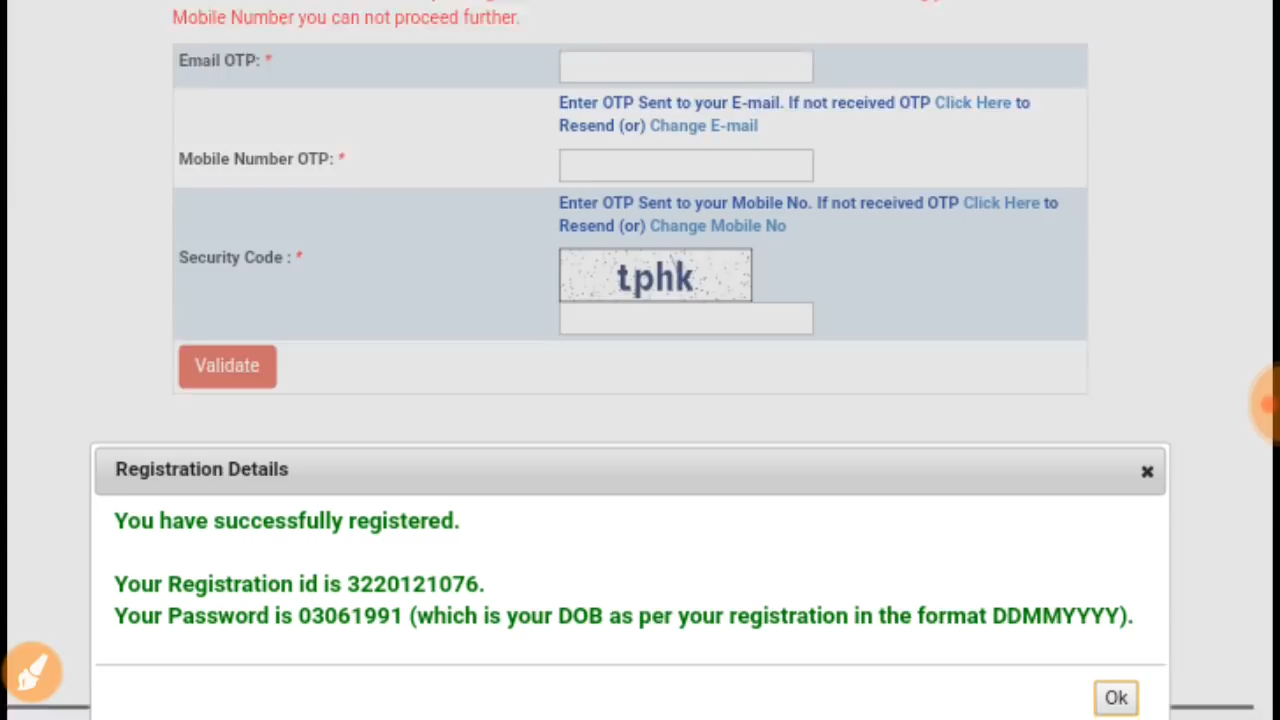 Mobile Number you can not proceed further.
Email OTP: *
Enter OTP Sent to your E-mail. If not received OTP Click Here to
Resend (or) Change E-mail
Mobile Number OTP: *
Enter OTP Sent to your Mobile No. If not received OTP Click Here to
Resend (or) Change Mobile No
Security Code : *
tphk
Validate
Registration Details
You have successfully registered.
Your Registration id is 3220121076.
Your Password is 03061991 (which is your DOB as per your registration in the format DDMMYYYY).
Ok